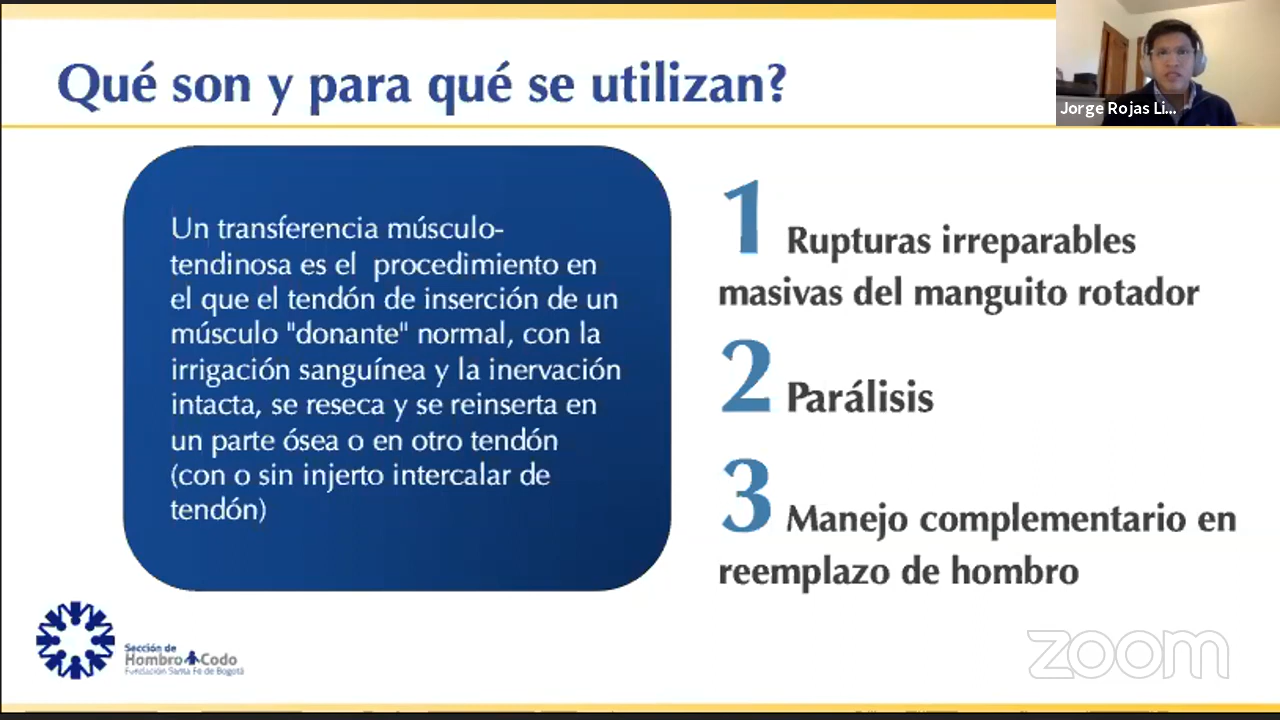 Qué son y para qué se utilizan?
Jorge Rojas Li...
Un transferencia músculo-
tendinosa es el procedimiento en
el que el tendón de inserción de un
músculo "donante" normal, con la
irrigación sanguínea y la inervación
intacta, se reseca y se reinserta en
un parte ósea o en otro tendón
(con o sin injerto intercalar de
tendón)
1 Rupturas irreparables
masivas del manguito rotador
2 Parálisis
3 Manejo complementario en
reemplazo de hombro
Sección de
Hombro Codo
Fundación Santa Fe de Bogotá
zoom